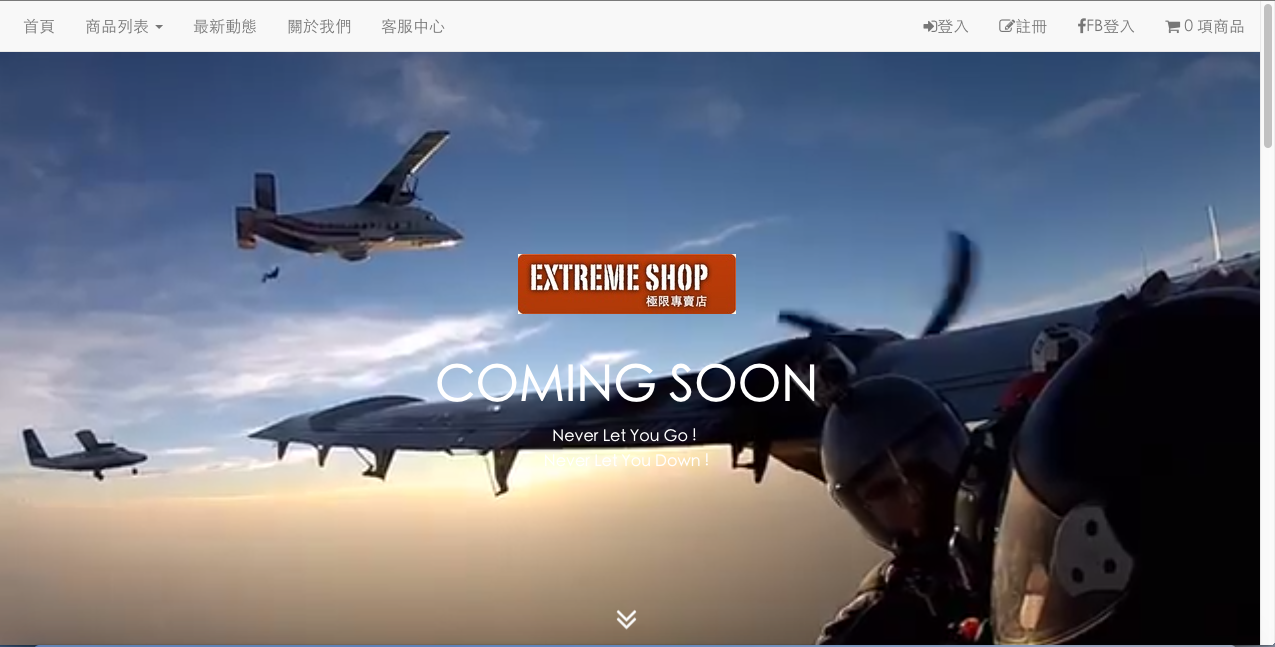 首頁 商品列表 最新動態 關於我們 客服中心 登入 註冊 FB登入 0 項商品
EXTREME SHOP
極限專賣店
COMING SOON
Never Let You Go !
Never Let You Down !